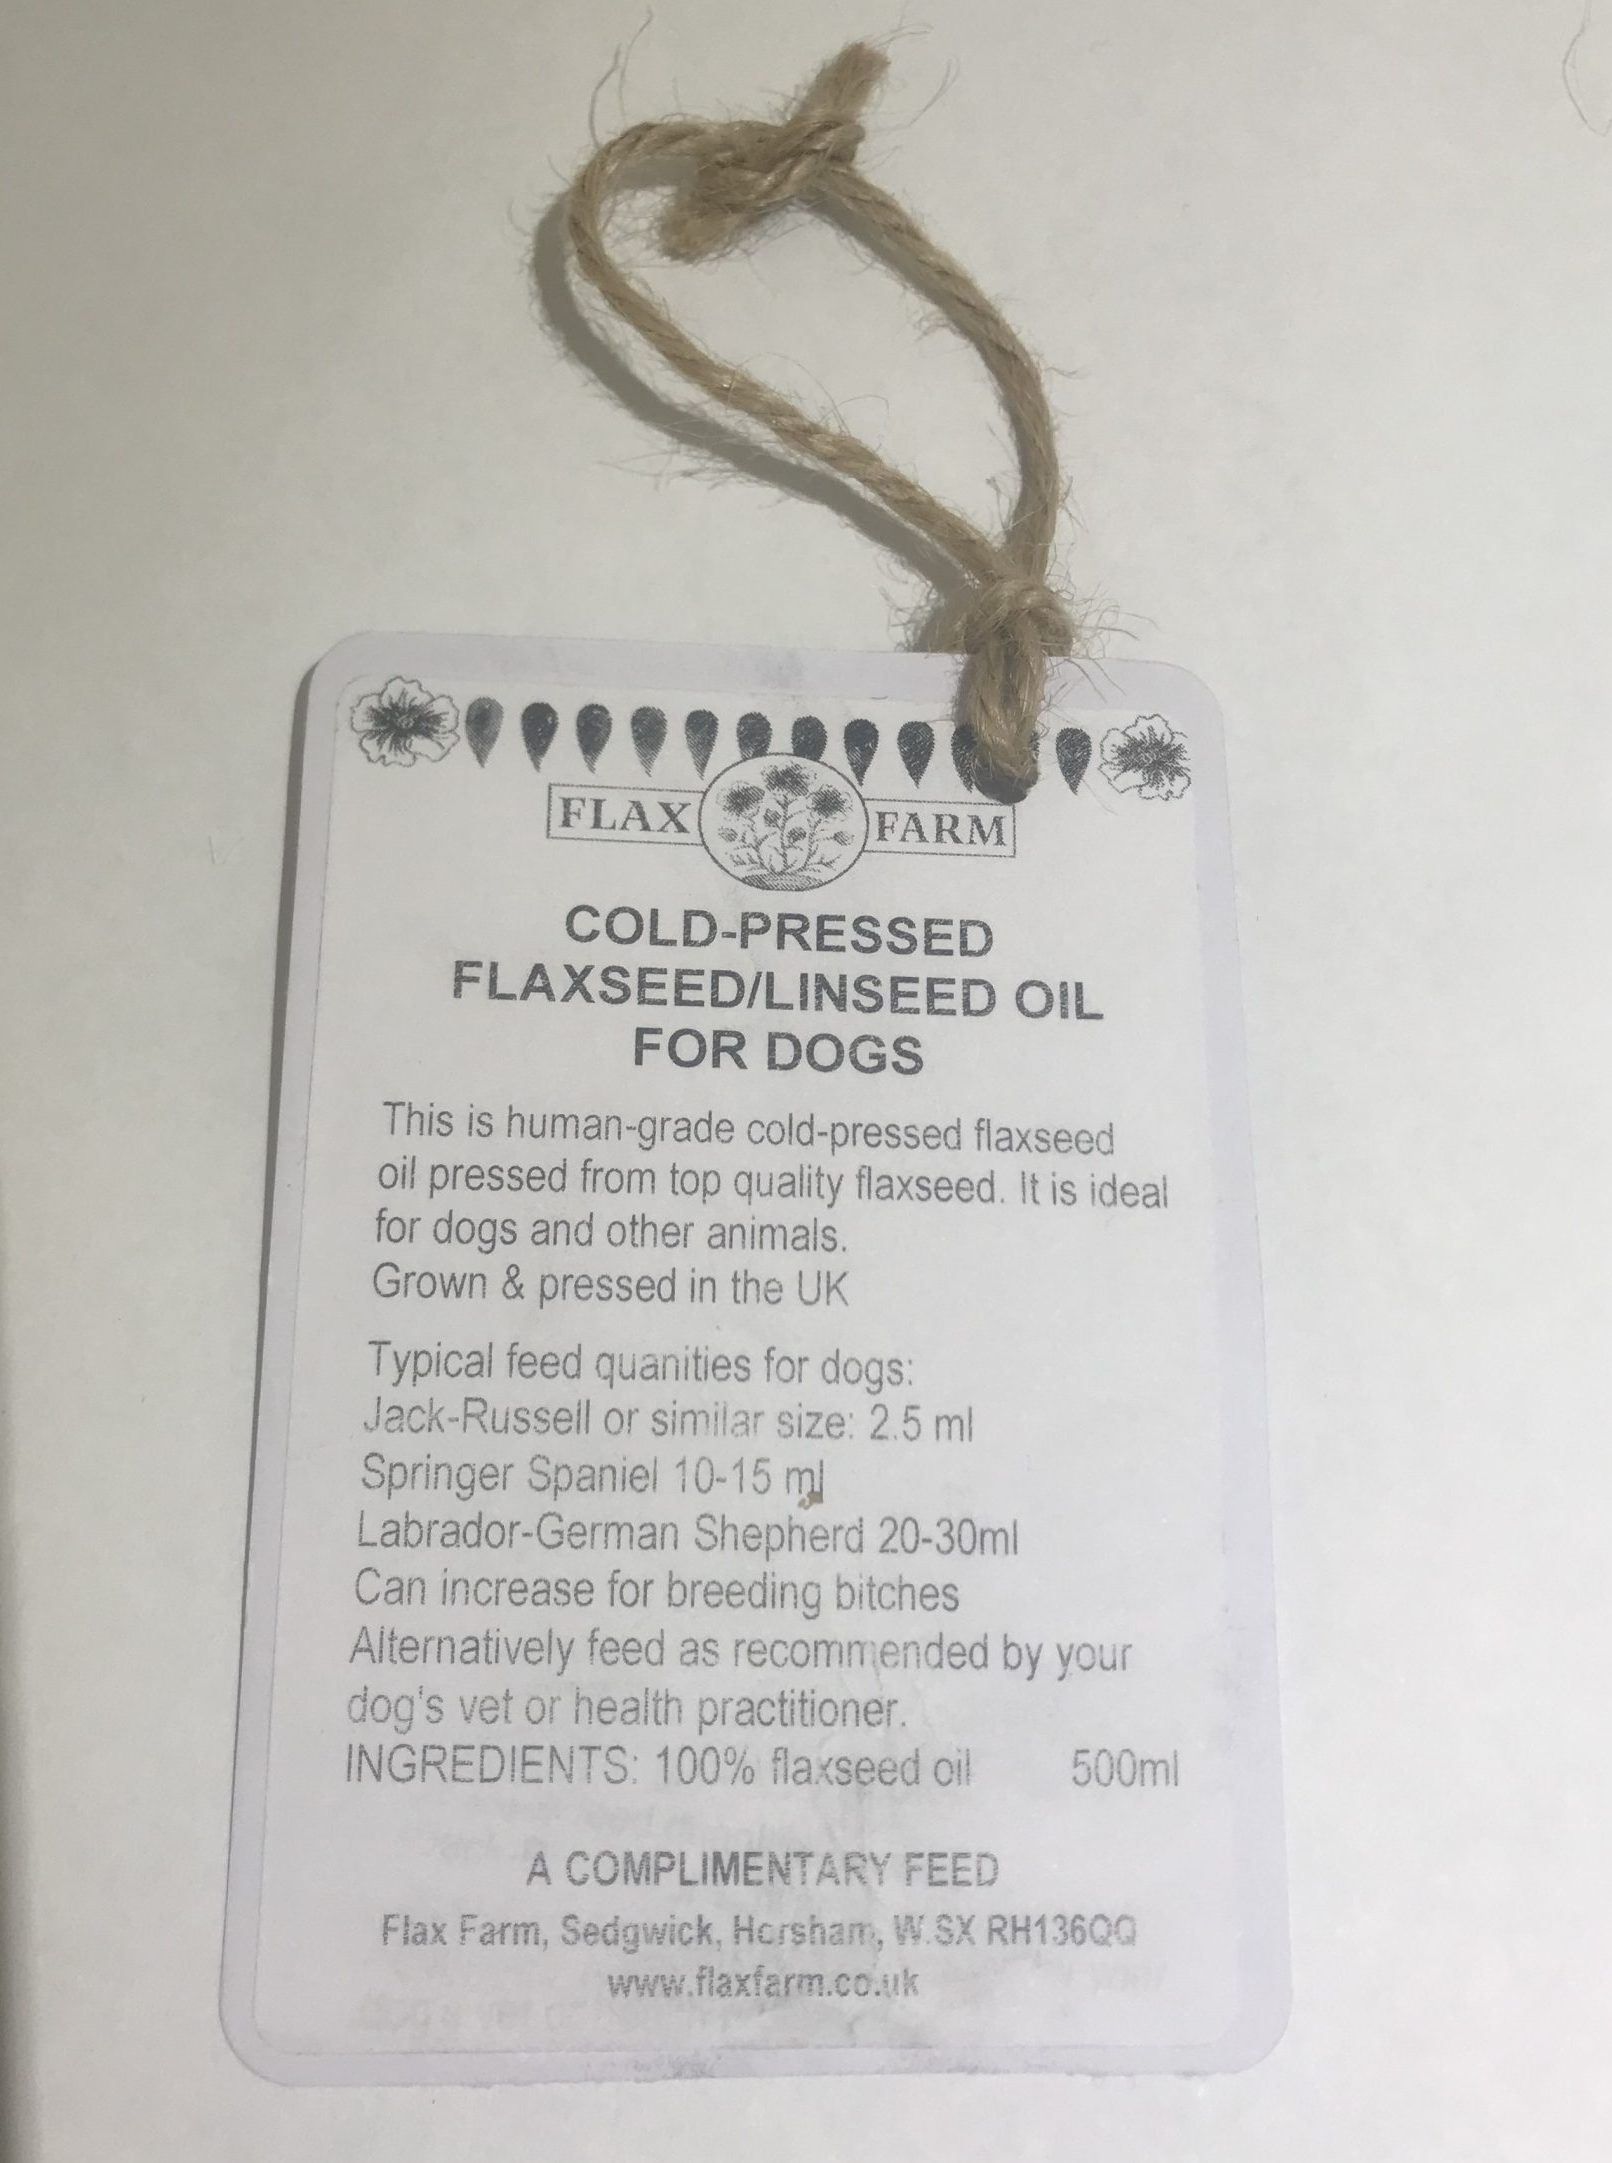 FLAX FARM
COLD-PRESSED
FLAXSEED/LINSEED OIL
FOR DOGS
This is human-grade cold-pressed flaxseed
oil pressed from top quality flaxseed. It is ideal
for dogs and other animals.
Grown & pressed in the UK
Typical feed quanities for dogs:
Jack-Russell or similar size: 2.5 ml
Springer Spaniel 10-15 ml
Labrador-German Shepherd 20-30ml
Can increase for breeding bitches
Alternatively feed as recommended by your
dog's vet or health practitioner.
INGREDIENTS: 100% flaxseed oil 500ml
A COMPLIMENTARY FEED
Flax Farm, Sedgwick, Horsham, W.SX RH136QQ
www.flaxfarm.co.uk